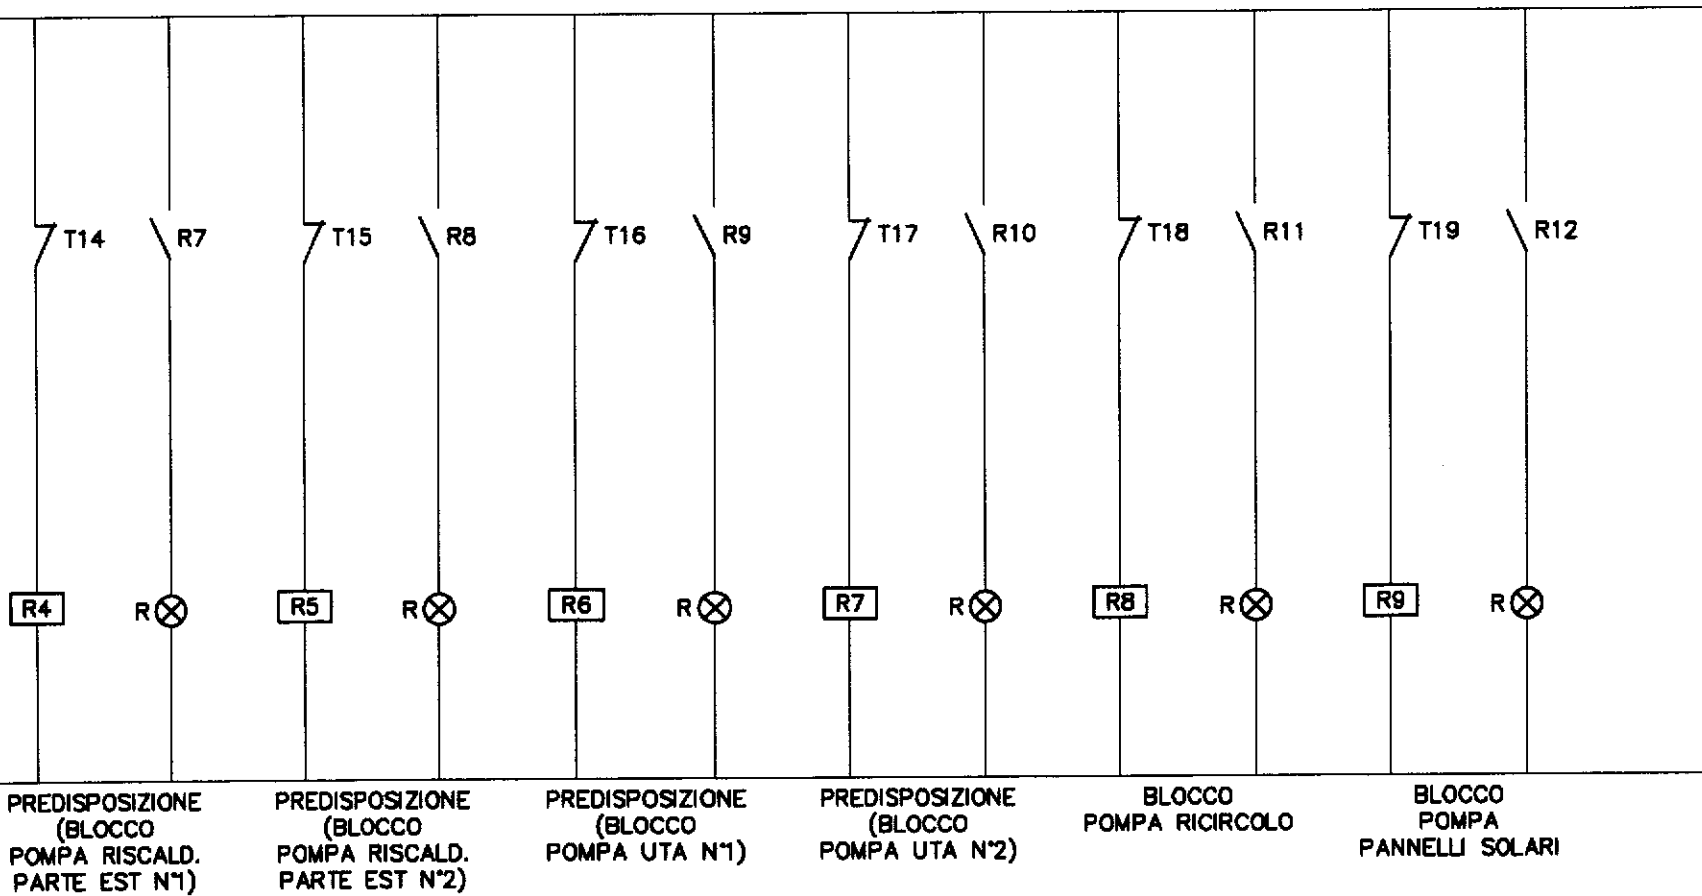 T14 R7 T15 R8 T16 R9 T17 R10 T18 R11 T19 R12
R4 R R5 R R6 R R7 R R8 R R9 R
PREDISPOSIZIONE
(BLOCCO
POMPA RISCALD.
PARTE EST N°1)
PREDISPOSIZIONE
(BLOCCO
POMPA RISCALD.
PARTE EST N°2)
PREDISPOSIZIONE
(BLOCCO
POMPA UTA N°1)
PREDISPOSIZIONE
(BLOCCO
POMPA UTA N°2)
BLOCCO
POMPA RICIRCOLO
BLOCCO
POMPA
PANNELLI SOLARI